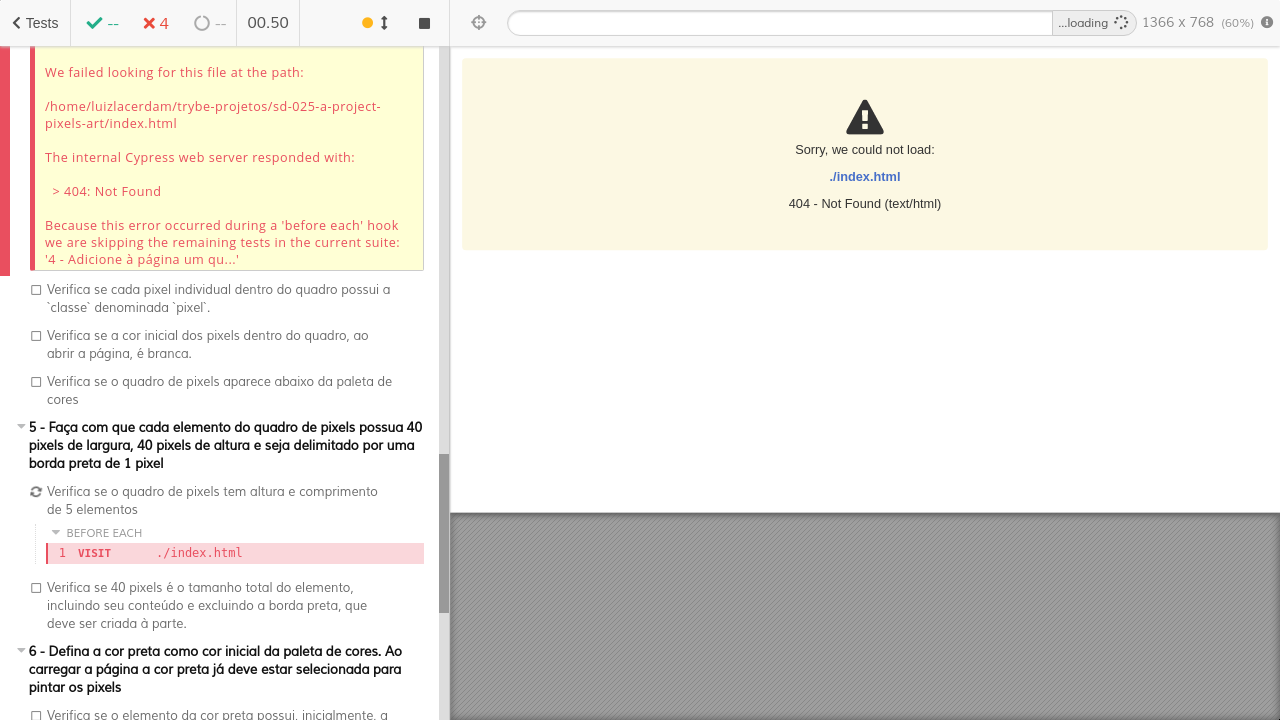 Tests
--
4
--
00.50
...loading
1366 x 768 (60%)
We failed looking for this file at the path:
/home/luizlacerdam/trybe-projetos/sd-025-a-project-
pixels-art/index.html
The internal Cypress web server responded with:
> 404: Not Found
Because this error occurred during a 'before each' hook
we are skipping the remaining tests in the current suite:
'4 - Adicione à página um qu...'
Verifica se cada pixel individual dentro do quadro possui a
`classe` denominada `pixel`.
Verifica se a cor inicial dos pixels dentro do quadro, ao
abrir a página, é branca.
Verifica se o quadro de pixels aparece abaixo da paleta de
cores
5 - Faça com que cada elemento do quadro de pixels possua 40
pixels de largura, 40 pixels de altura e seja delimitado por uma
borda preta de 1 pixel
Verifica se o quadro de pixels tem altura e comprimento
de 5 elementos
BEFORE EACH
1 VISIT ./index.html
Verifica se 40 pixels é o tamanho total do elemento,
incluindo seu conteúdo e excluindo a borda preta, que
deve ser criada à parte.
6 - Defina a cor preta como cor inicial da paleta de cores. Ao
carregar a página a cor preta já deve estar selecionada para
pintar os pixels
Verifica se o elemento da cor preta possui, inicialmente, a
Sorry, we could not load:
./index.html
404 - Not Found (text/html)